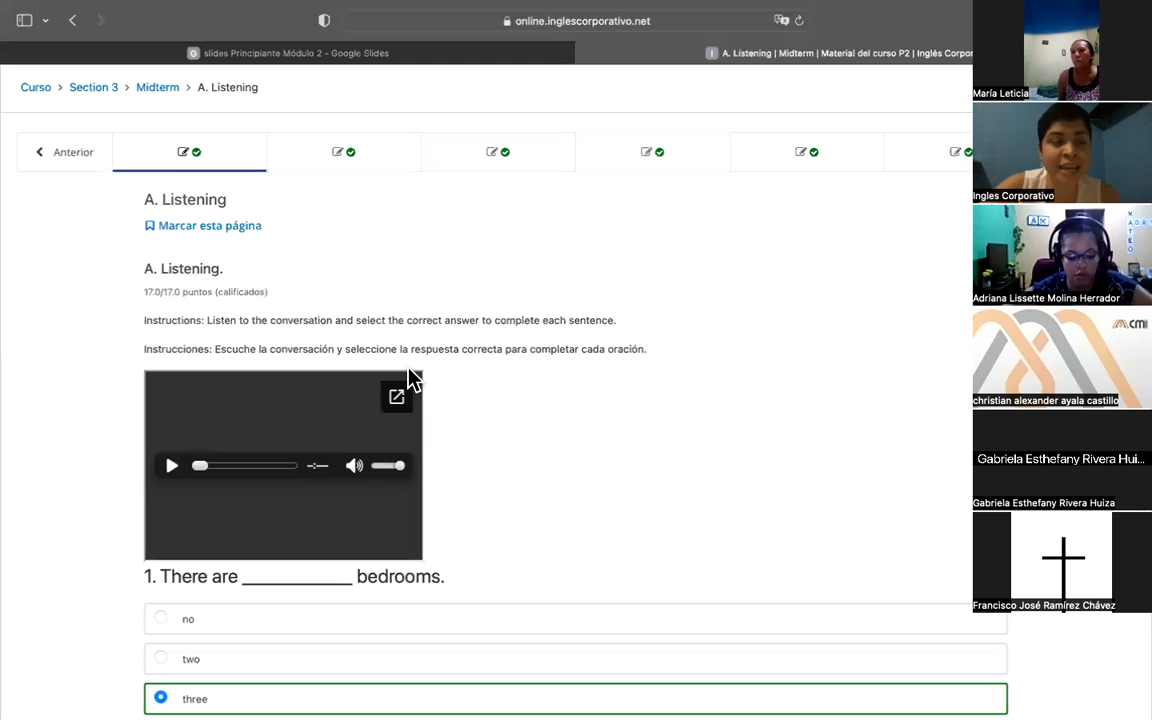 online.inglescorporativo.net
G slides Principiante Módulo 2 - Google Slides
I A. Listening | Midterm | Material del curso P2 | Inglés Corpor
Curso > Section 3 > Midterm > A. Listening
Anterior
A. Listening
Marcar esta página
A. Listening.
17.0/17.0 puntos (calificados)
Instructions: Listen to the conversation and select the correct answer to complete each sentence.
Instrucciones: Escuche la conversación y seleccione la respuesta correcta para completar cada oración.
-:--
1. There are ____________ bedrooms.
no
two
three
María Leticia
Ingles Corporativo
Adriana Lissette Molina Herrador
CMI
christian alexander ayala castillo
Gabriela Esthefany Rivera Hui...
Gabriela Esthefany Rivera Huiza
Francisco José Ramírez Chávez